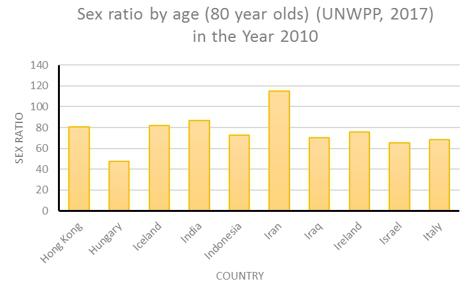 Sex ratio by age (80 year olds) (UNWPP, 2017)
in the Year 2010
140
120
100
80
60
40
20
0
SEX RATIO
Hong Kong
Hungary
Iceland
India
Indonesia
Iran
Iraq
Ireland
Israel
Italy
COUNTRY